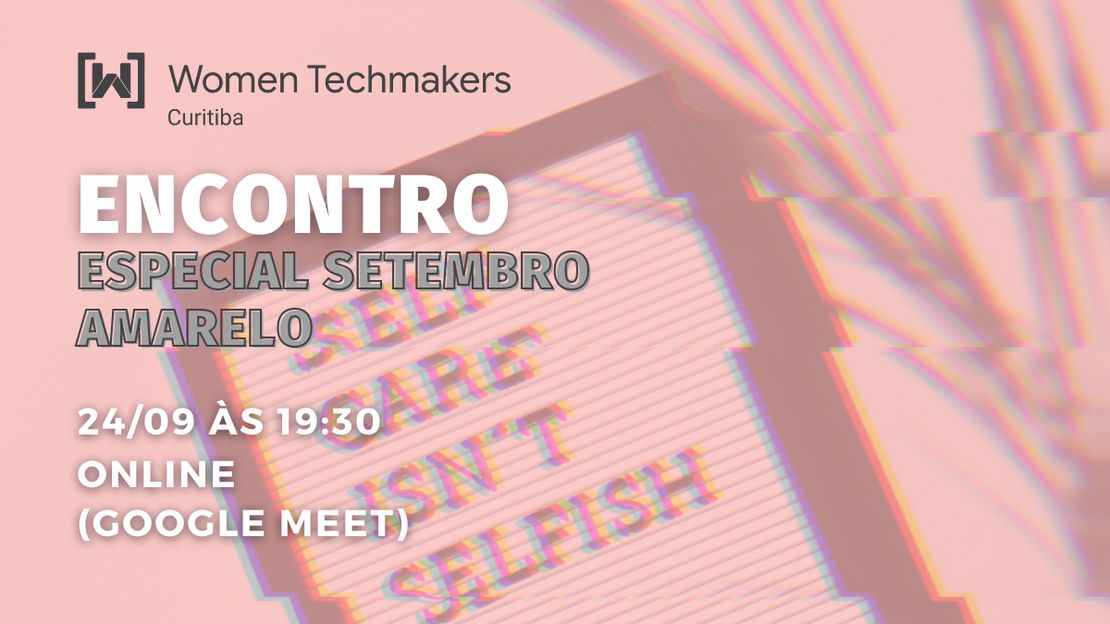 [W] Women Techmakers
Curitiba
ENCONTRO
ESPECIAL SETEMBRO
AMARELO
24/09 ÀS 19:30
ONLINE
(GOOGLE MEET)
SELF
CARE
ISN'T
SELFISH